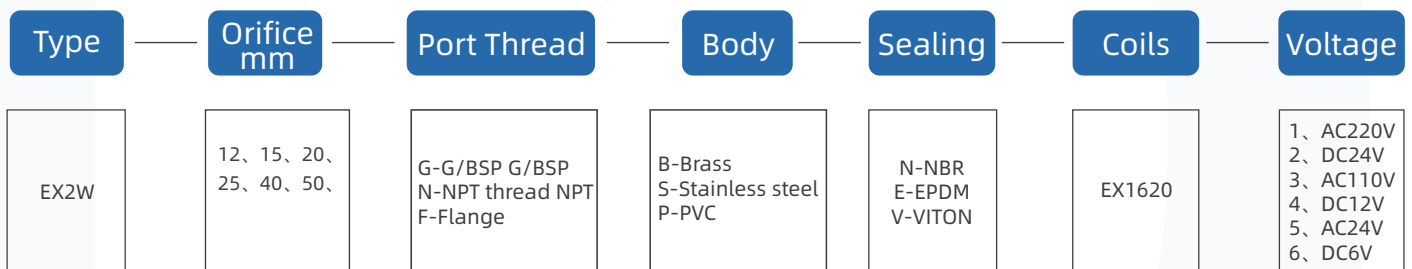 Type
Orifice
mm
Port Thread
Body
Sealing
Coils
Voltage
EX2W
12、15、20、
25、40、50、
G-G/BSP G/BSP
N-NPT thread NPT
F-Flange
B-Brass
S-Stainless steel
P-PVC
N-NBR
E-EPDM
V-VITON
EX1620
1、AC220V
2、DC24V
3、AC110V
4、DC12V
5、AC24V
6、DC6V